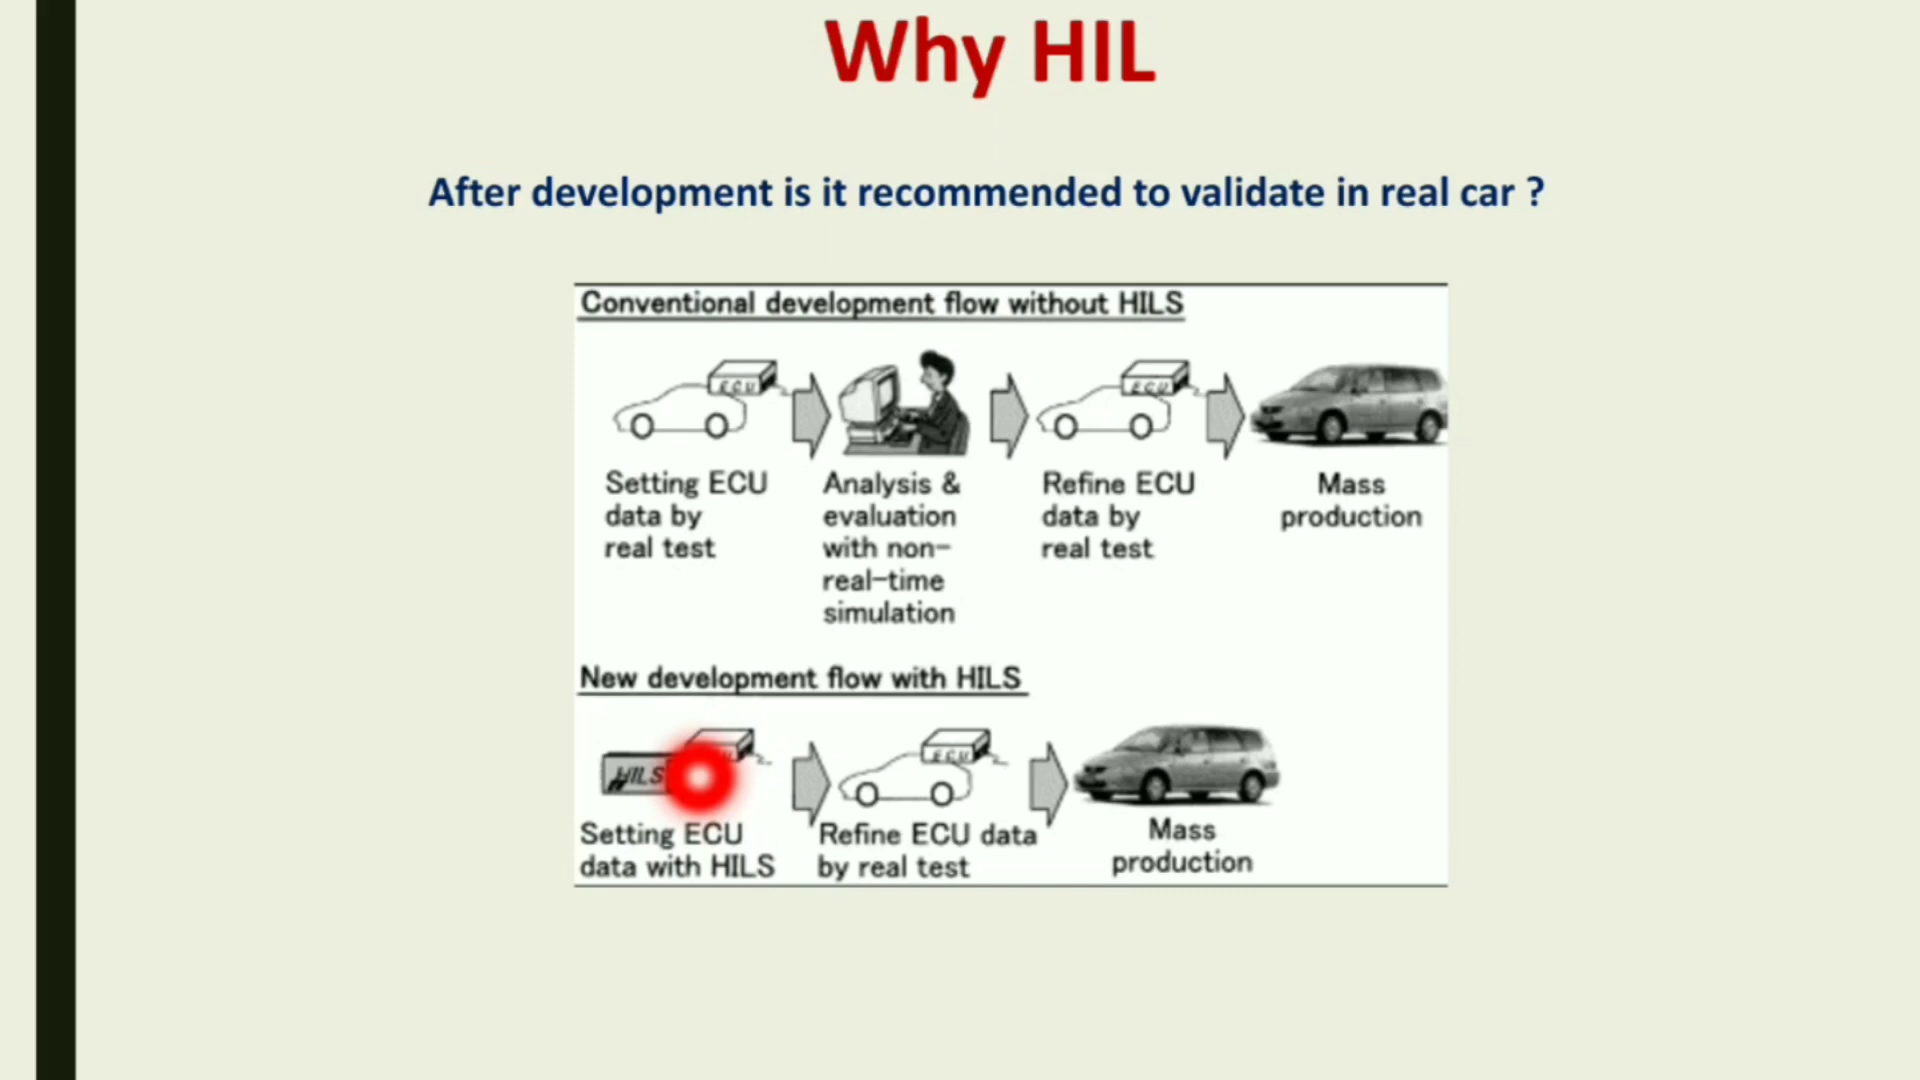 Why HIL
After development is it recommended to validate in real car ?
Conventional development flow without HILS
ECU
ECU
Setting ECU
data by
real test
Analysis &
evaluation
with non-
real-time
simulation
Refine ECU
data by
real test
Mass
production
New development flow with HILS
HILS
ECU
Setting ECU
data with HILS
Refine ECU data
by real test
Mass
production